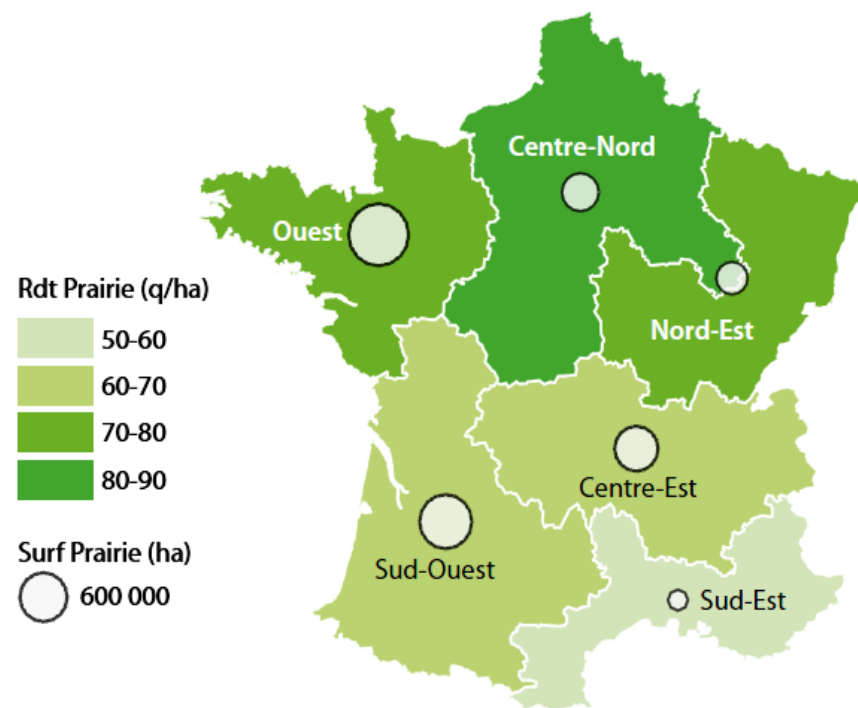 Centre-Nord
Ouest
Rdt Prairie (q/ha)
Nord-Est
50-60
60-70
70-80
80-90
Centre-Est
Surf Prairie (ha)
Sud-Ouest
600 000
Sud-Est